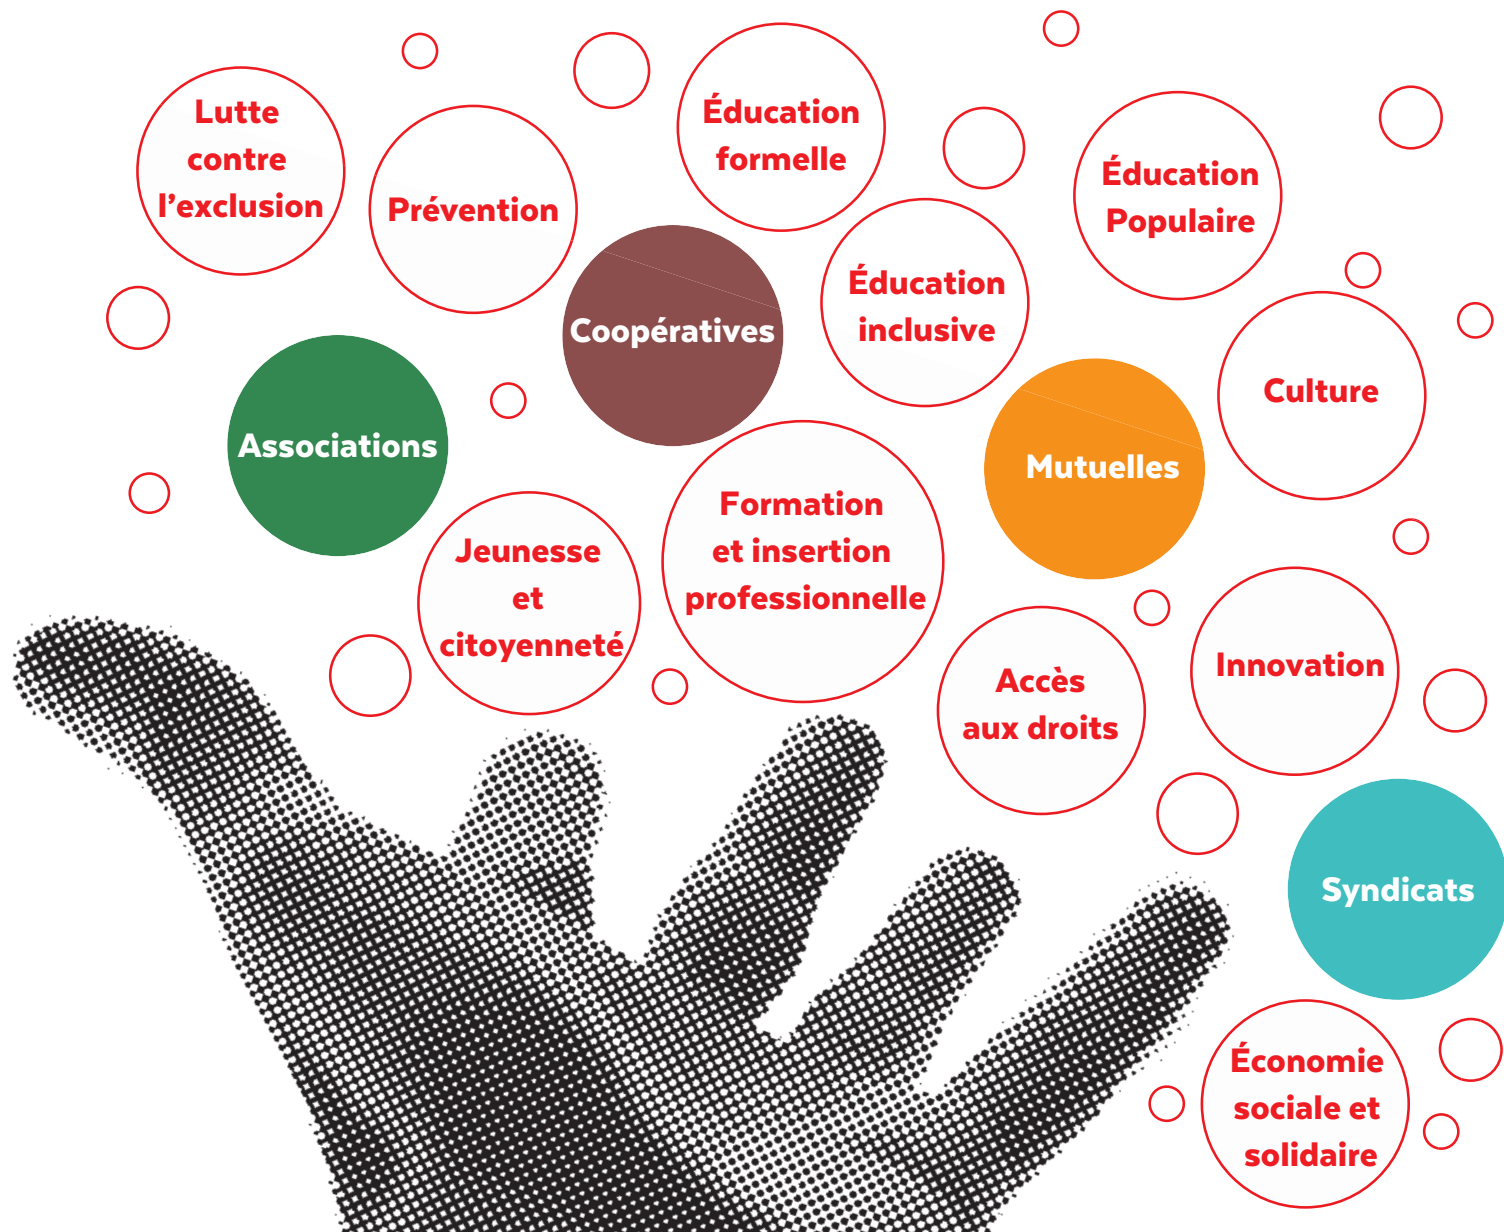 Lutte
contre
l’exclusion
Prévention
Éducation
formelle
Éducation
Populaire
Coopératives
Éducation
inclusive
Associations
Mutuelles
Culture
Jeunesse
et
citoyenneté
Formation
et insertion
professionnelle
Accès
aux droits
Innovation
Syndicats
Économie
sociale et
solidaire